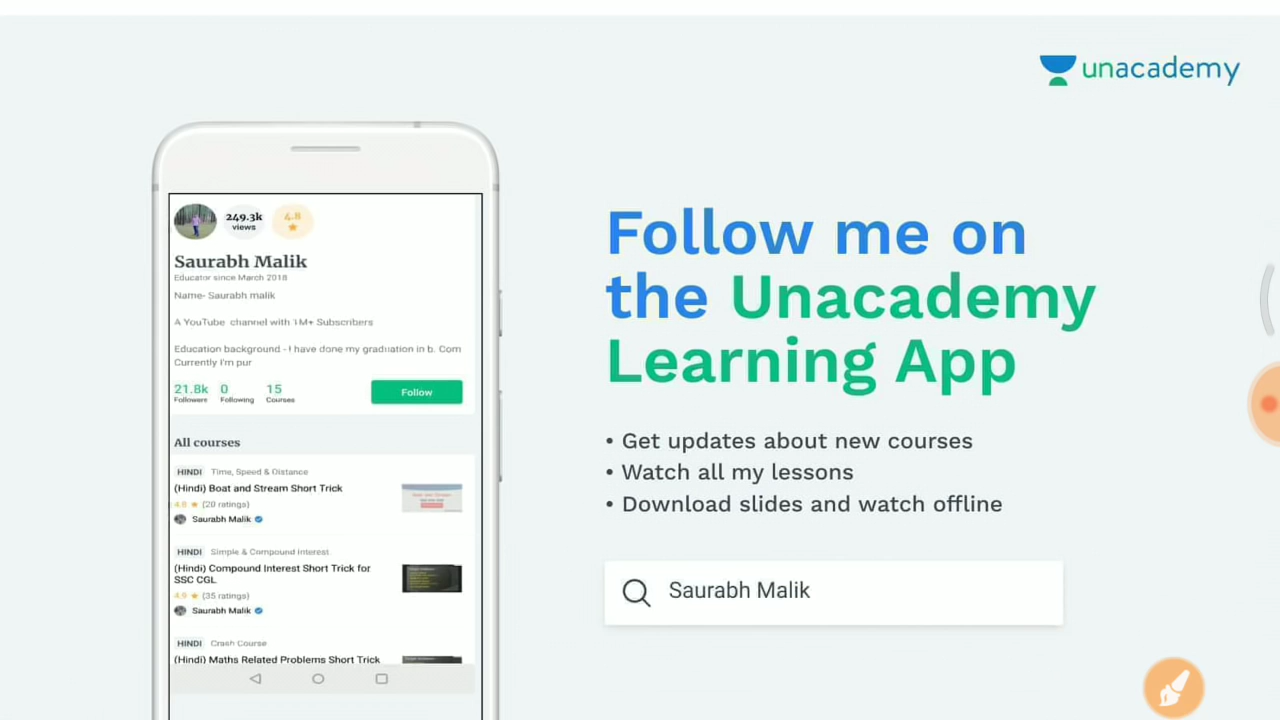 unacademy
249.3k
views
4.8
Saurabh Malik
Educator since March 2018
Name- Saurabh malik
A YouTube channel with 1M+ Subscribers
Education background - I have done my graduation in b. Com
Currently I'm pur
21.8k 0 15
Followers Following Courses
Follow
All courses
HINDI Time, Speed & Distance
(Hindi) Boat and Stream Short Trick
4.8 ★ (20 ratings)
Saurabh Malik
HINDI Simple & Compound Interest
(Hindi) Compound Interest Short Trick for
SSC CGL
4.9 ★ (35 ratings)
Saurabh Malik
HINDI Crash Course
(Hindi) Maths Related Problems Short Trick
Follow me on
the Unacademy
Learning App
• Get updates about new courses
• Watch all my lessons
• Download slides and watch offline
Saurabh Malik